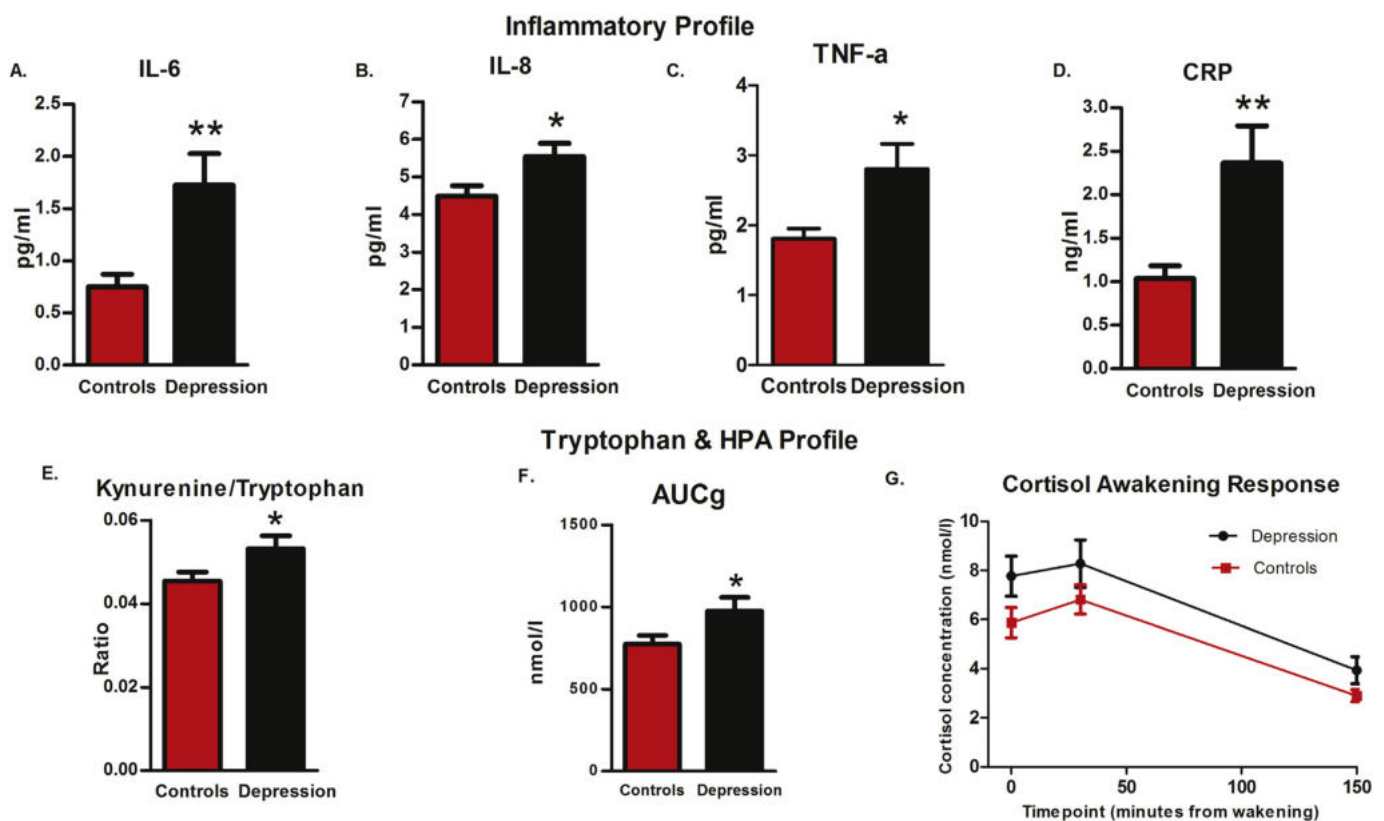 Inflammatory Profile
A.
IL-6
pg/ml
2.5
2.0
1.5
1.0
0.5
0.0
**
Controls Depression
B.
IL-8
pg/ml
7
6
5
4
3
2
1
0
*
Controls Depression
C.
TNF-a
pg/ml
4
3
2
1
0
*
Controls Depression
D.
CRP
ng/ml
3.0
2.5
2.0
1.5
1.0
0.5
0.0
**
Controls Depression
Tryptophan & HPA Profile
E.
Kynurenine/Tryptophan
Ratio
0.06
0.04
0.02
0.00
*
Controls Depression
F.
AUCg
nmol/l
1500
1000
500
0
*
Controls Depression
G.
Cortisol Awakening Response
Cortisol concentration (nmol/l)
10
8
6
4
2
0
Depression
Controls
0 50 100 150
Timepoint (minutes from wakening)